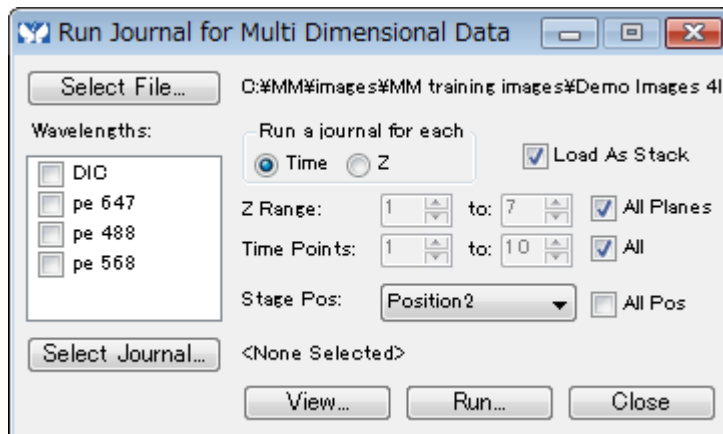 Run Journal for Multi Dimensional Data
Select File...
C:¥MM¥images¥MM training images¥Demo Images 4I
Wavelengths:
DIC
pe 647
pe 488
pe 568
Run a journal for each
Time Z
Load As Stack
Z Range: 1 to: 7 All Planes
Time Points: 1 to: 10 All
Stage Pos: Position2 All Pos
Select Journal... <None Selected>
View... Run... Close